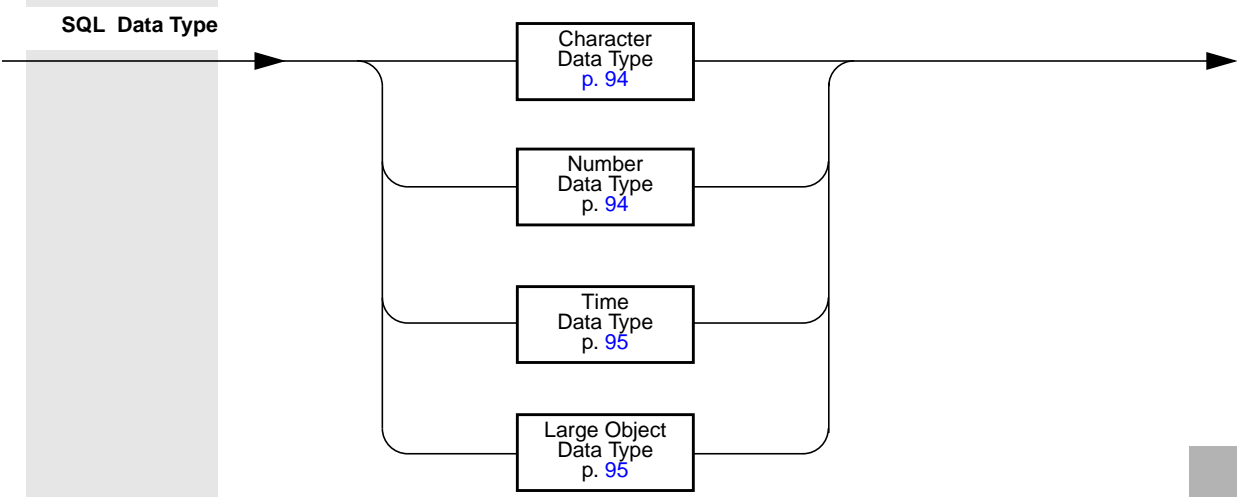 SQL Data Type
Character
Data Type
p. 94
Number
Data Type
p. 94
Time
Data Type
p. 95
Large Object
Data Type
p. 95